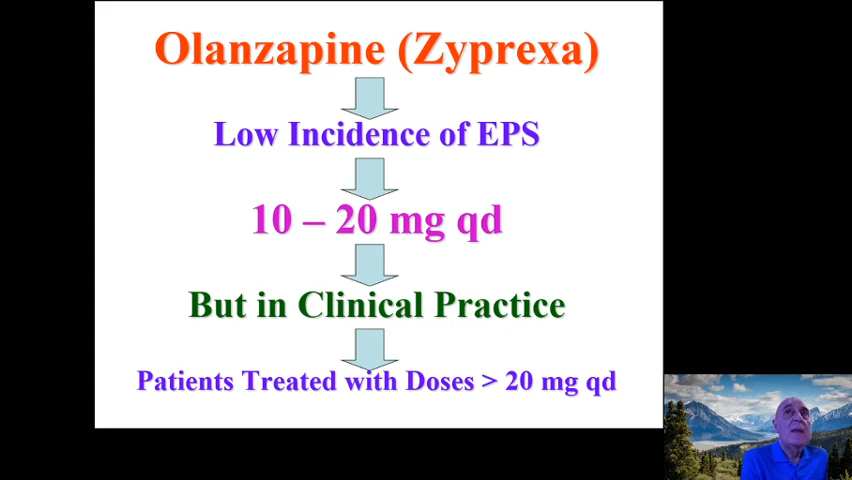 Olanzapine (Zyprexa)
Low Incidence of EPS
10 – 20 mg qd
But in Clinical Practice
Patients Treated with Doses > 20 mg qd